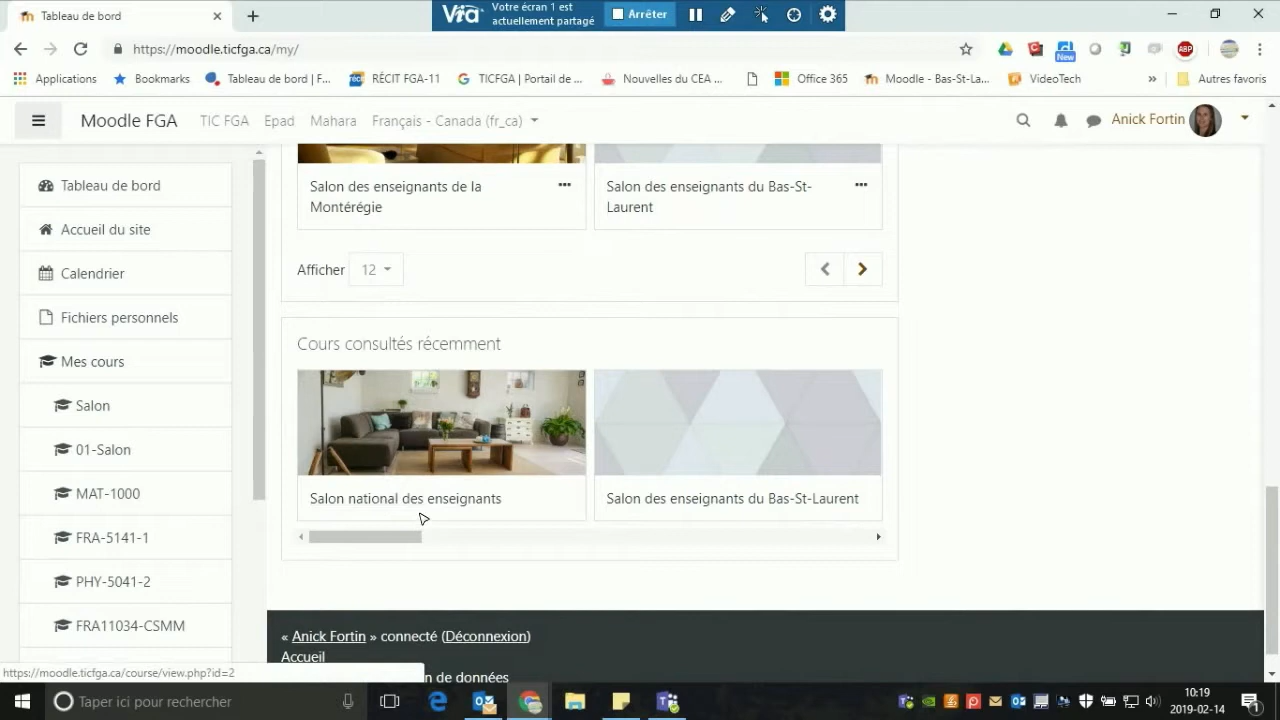 Tableau de bord
Via
Votre écran 1 est
actuellement partagé
Arrêter
https://moodle.ticfga.ca/my/
New
ABP
Applications
Bookmarks
Tableau de bord | F...
RÉCIT FGA-11
TICFGA | Portail de ...
Nouvelles du CEA ...
Office 365
Moodle - Bas-St-La...
VideoTech
Autres favoris
Moodle FGA
TIC FGA
Epad
Mahara
Français - Canada (fr_ca)
Anick Fortin
Tableau de bord
Accueil du site
Calendrier
Fichiers personnels
Mes cours
Salon
01-Salon
MAT-1000
FRA-5141-1
PHY-5041-2
FRA11034-CSMM
Salon des enseignants de la
Montérégie
Salon des enseignants du Bas-St-
Laurent
Afficher
12
Cours consultés récemment
Salon national des enseignants
Salon des enseignants du Bas-St-Laurent
« Anick Fortin » connecté (Déconnexion)
Accueil
n de données
https://moodle.ticfga.ca/course/view.php?id=2
Taper ici pour rechercher
10:19
2019-02-14